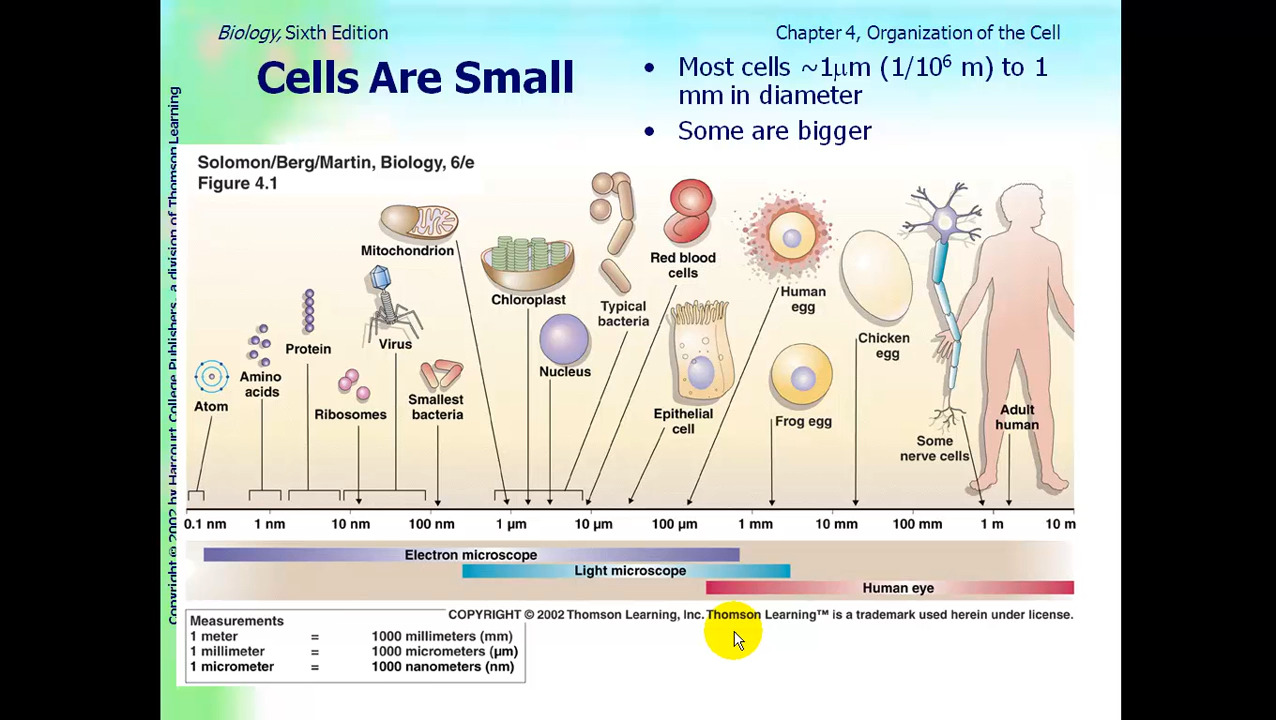 Biology, Sixth Edition
Chapter 4, Organization of the Cell
Cells Are Small
• Most cells ~1µm (1/10⁶ m) to 1
mm in diameter
• Some are bigger
Copyright © 2002 by Harcourt College Publishers, a division of Thomson Learning
Solomon/Berg/Martin, Biology, 6/e
Figure 4.1
Atom
Amino
acids
Protein
Ribosomes
Mitochondrion
Virus
Smallest
bacteria
Chloroplast
Nucleus
Typical
bacteria
Red blood
cells
Epithelial
cell
Human
egg
Frog egg
Chicken
egg
Some
nerve cells
Adult
human
0.1 nm 1 nm 10 nm 100 nm 1 µm 10 µm 100 µm 1 mm 10 mm 100 mm 1 m 10 m
Electron microscope
Light microscope
Human eye
COPYRIGHT © 2002 Thomson Learning, Inc. Thomson Learning™ is a trademark used herein under license.
Measurements
1 meter = 1000 millimeters (mm)
1 millimeter = 1000 micrometers (µm)
1 micrometer = 1000 nanometers (nm)